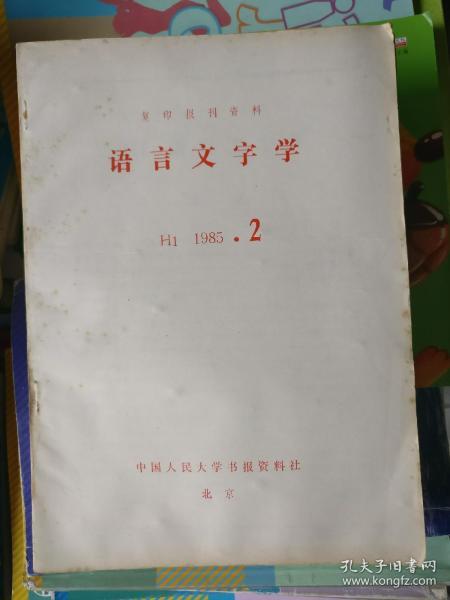 复印报刊资料
语言文字学
H1 1985.2
中国人民大学书报资料社
北京
孔夫子旧书网
www.kongfz.com